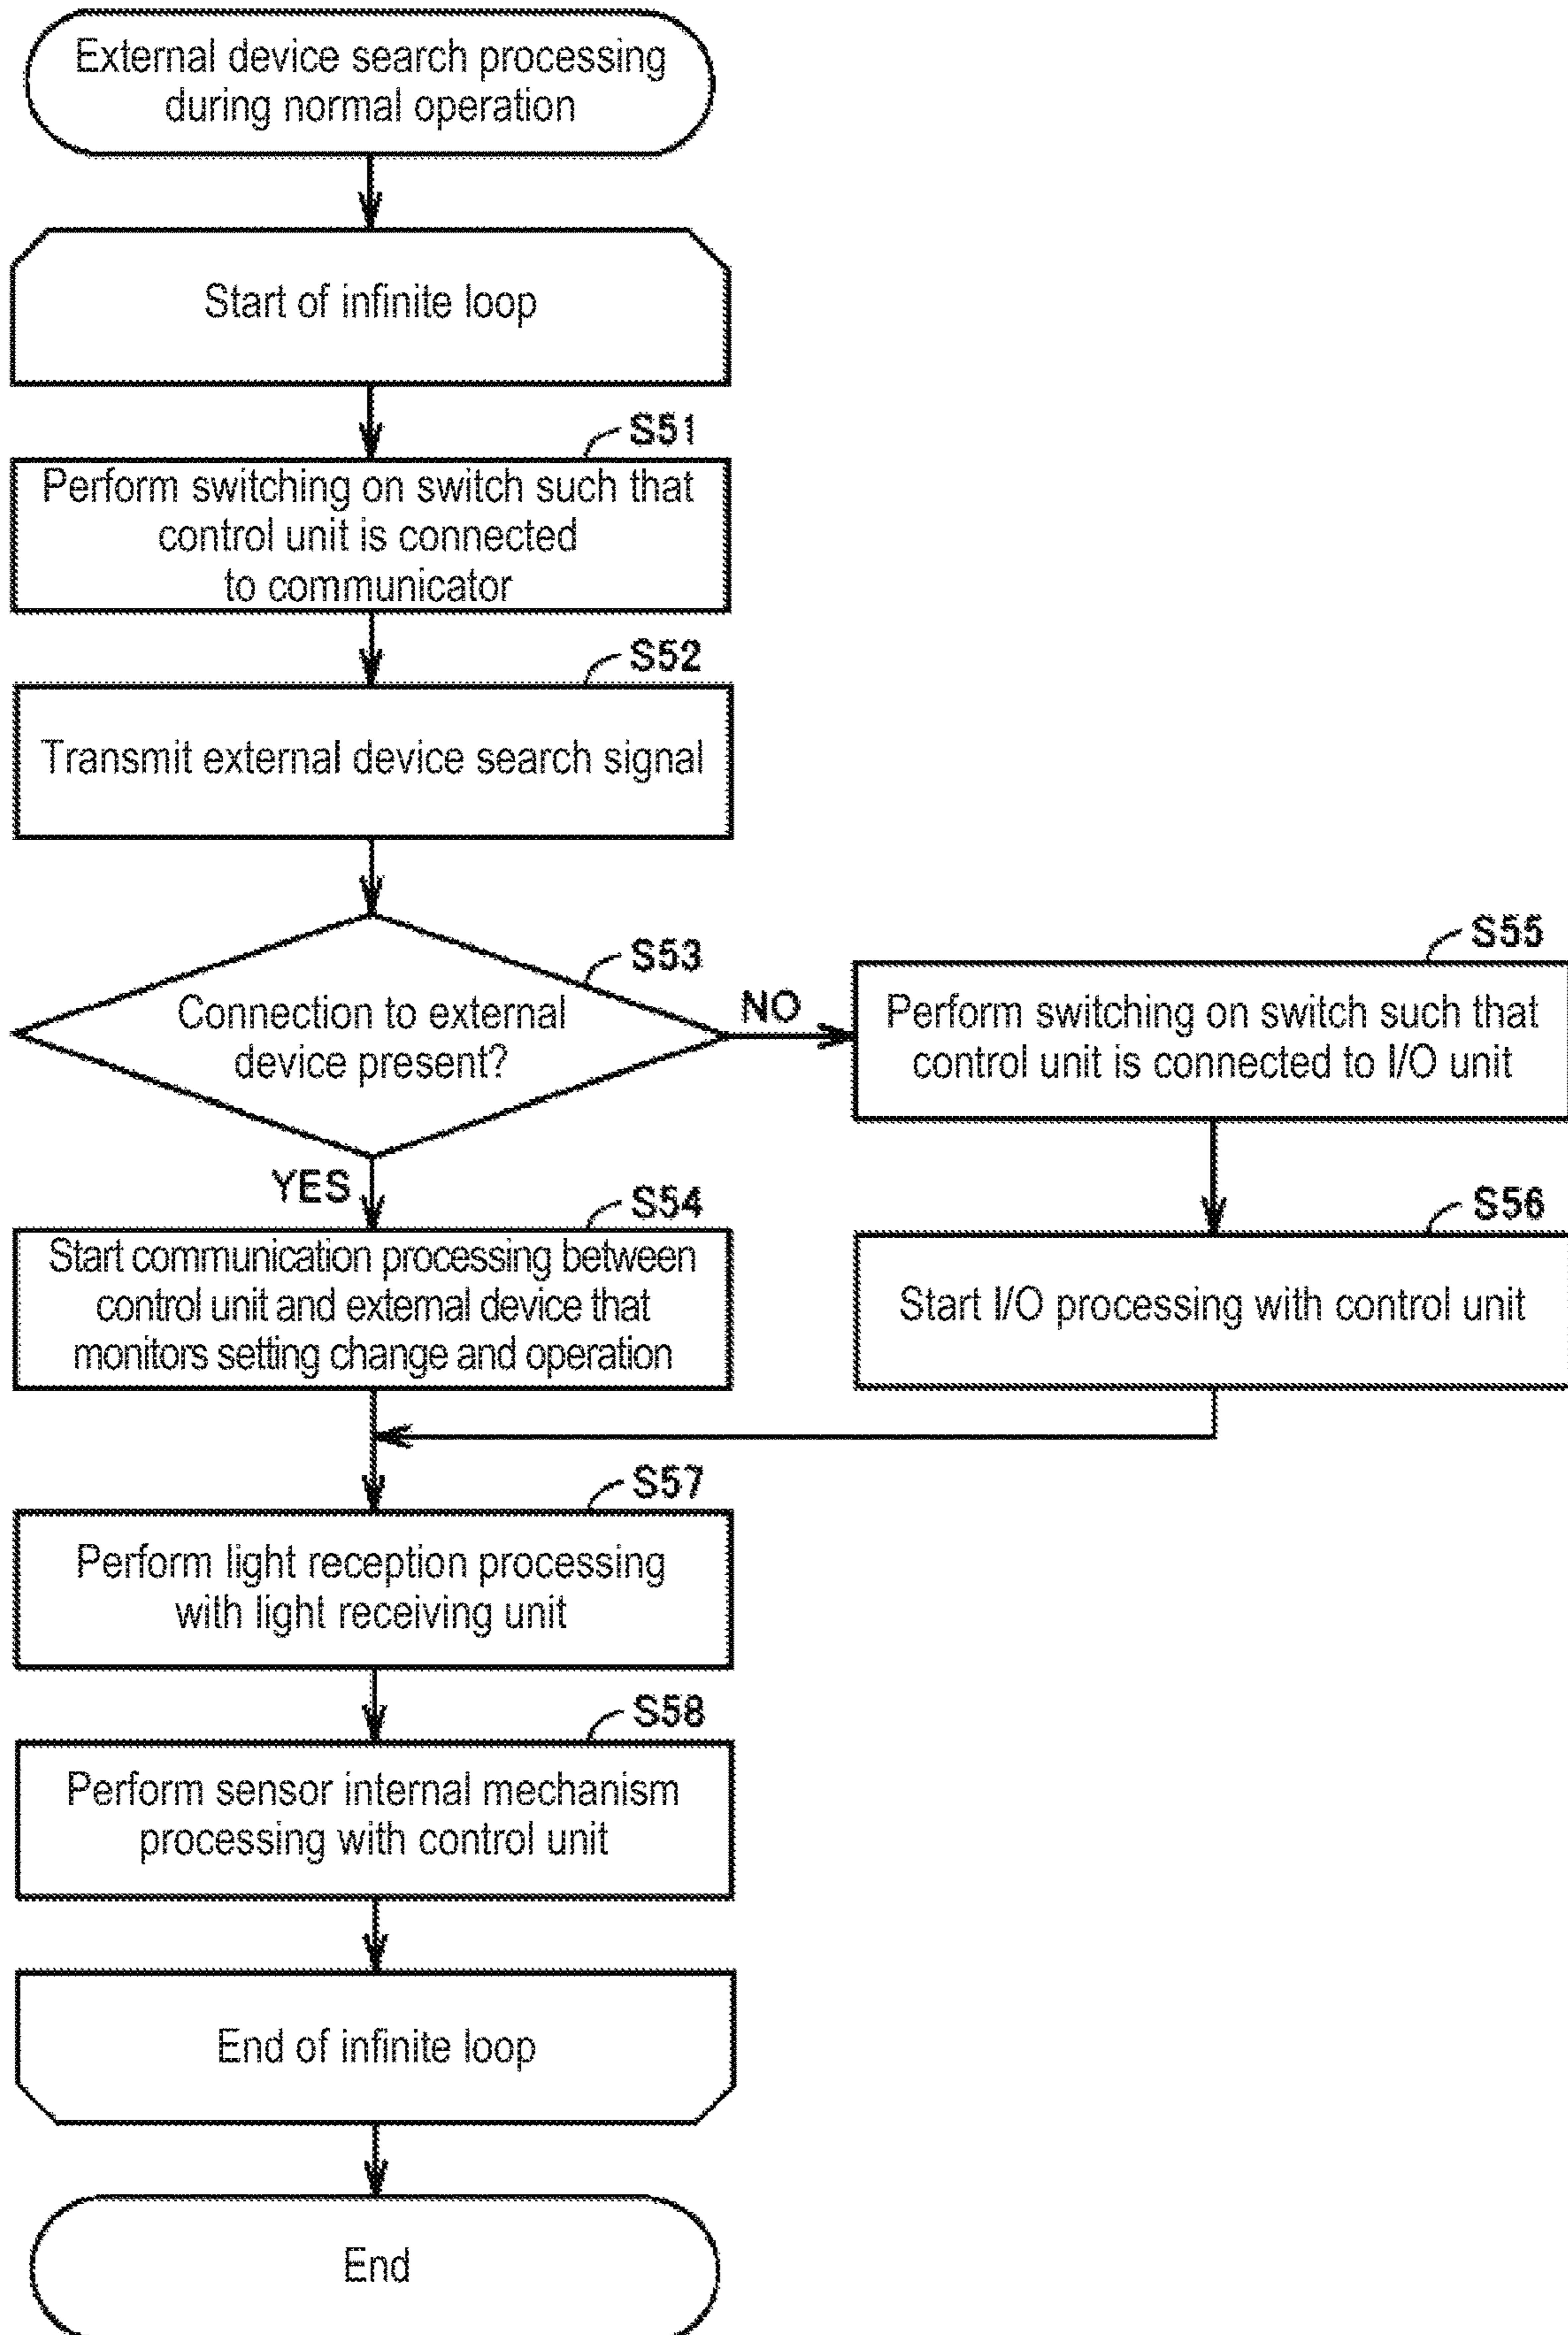 External device search processing
during normal operation
Start of infinite loop
S51
Perform switching on switch such that
control unit is connected
to communicator
S52
Transmit external device search signal
S53
Connection to external
device present?
NO
YES
S55
Perform switching on switch such that
control unit is connected to I/O unit
S54
Start communication processing between
control unit and external device that
monitors setting change and operation
S56
Start I/O processing with control unit
S57
Perform light reception processing
with light receiving unit
S58
Perform sensor internal mechanism
processing with control unit
End of infinite loop
End